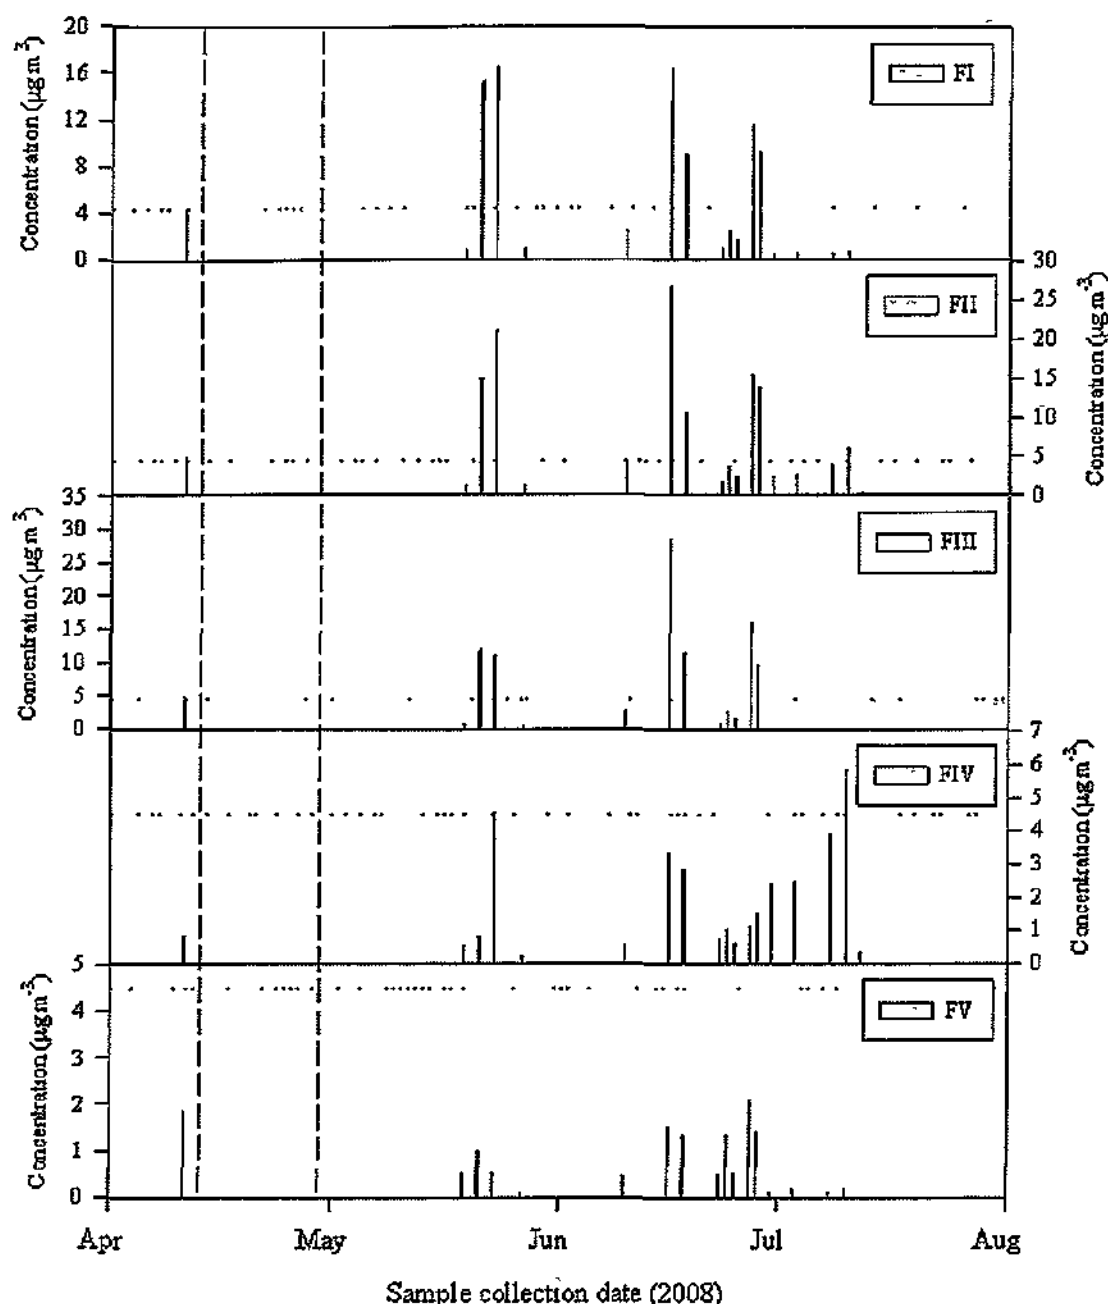 20
16
12
8
4
0
Concentration (µg m⁻³)
FI
30
25
20
15
10
5
0
Concentration (µg m⁻³)
FII
35
30
25
20
15
10
5
0
Concentration (µg m⁻³)
FIII
7
6
5
4
3
2
1
0
Concentration (µg m⁻³)
FIV
5
4
3
2
1
0
Concentration (µg m⁻³)
FV
Apr May Jun Jul Aug
Sample collection date (2008)